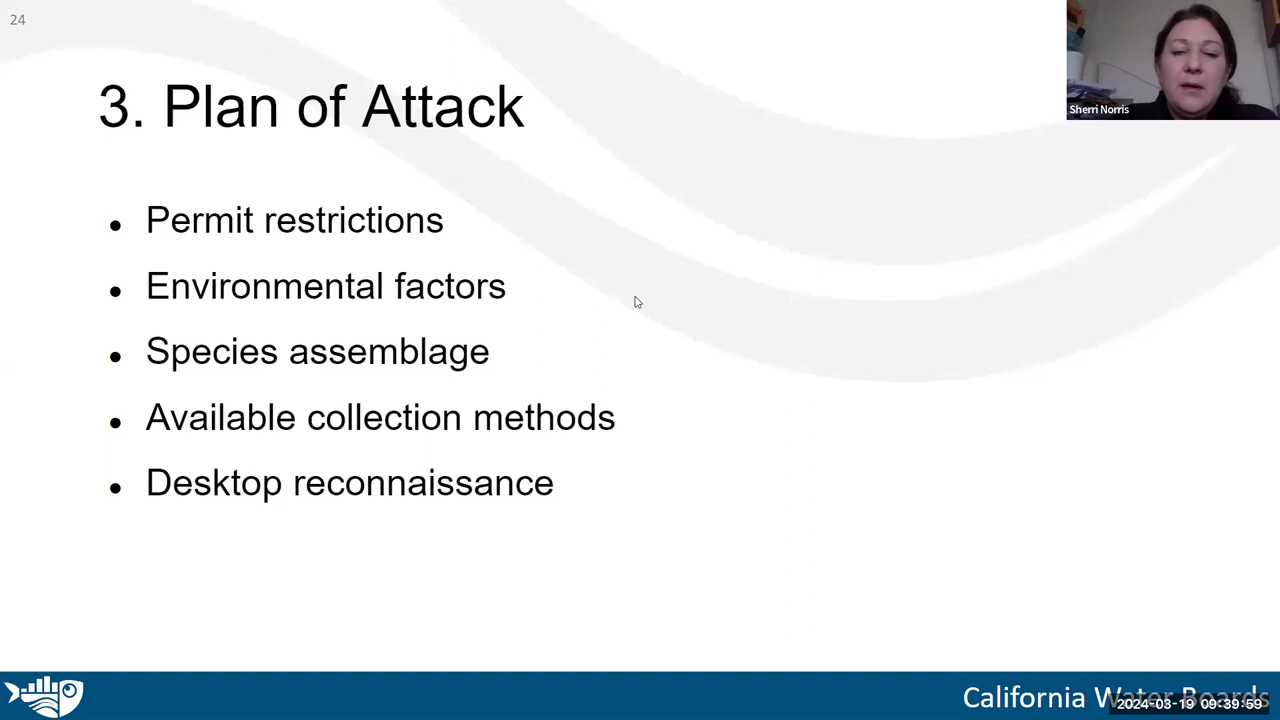 24
Sherri Norris
3. Plan of Attack
● Permit restrictions
● Environmental factors
● Species assemblage
● Available collection methods
● Desktop reconnaissance
California Water Boards
2024-03-19 09:39:59